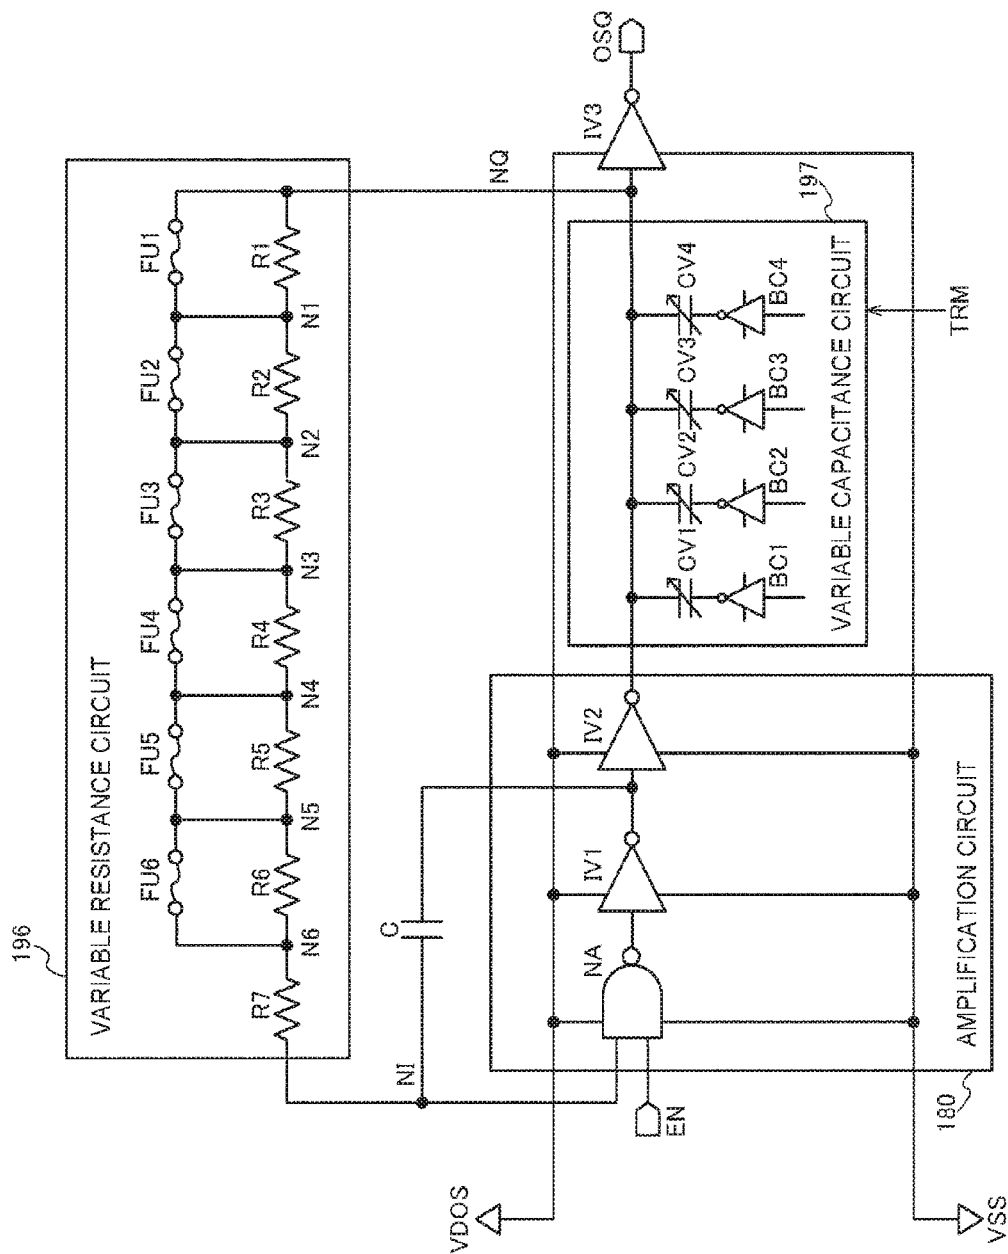 196
VARIABLE RESISTANCE CIRCUIT
FU6
FU5
FU4
FU3
FU2
FU1
R7
R6
R5
R4
R3
R2
R1
N6
N5
N4
N3
N2
N1
C
NI
NQ
VDOS
EN
NA
IV1
IV2
IV3
OSQ
CV1
CV2
CV3
CV4
BC1
BC2
BC3
BC4
VARIABLE CAPACITANCE CIRCUIT
197
TRM
AMPLIFICATION CIRCUIT
180
VSS